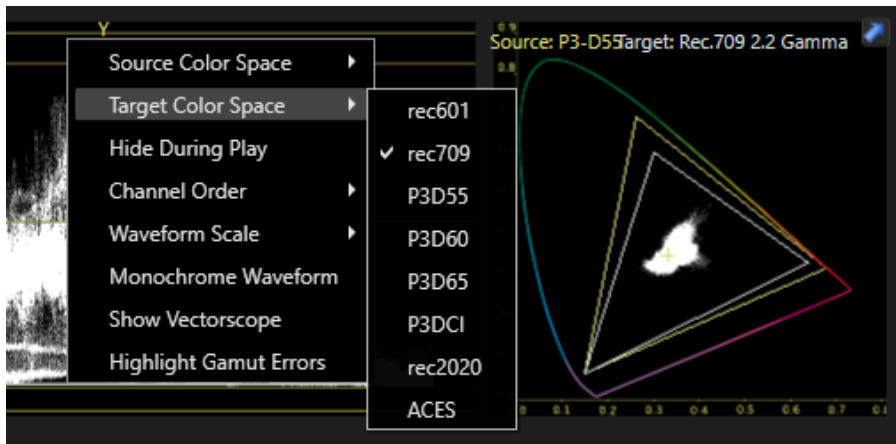 Y
Source Color Space
Target Color Space
Hide During Play
Channel Order
Waveform Scale
Monochrome Waveform
Show Vectorscope
Highlight Gamut Errors
rec601
rec709
P3D55
P3D60
P3D65
P3DCI
rec2020
ACES
0.9
Source: P3-D55Target: Rec.709 2.2 Gamma
0.8
0 0.1 0.2 0.3 0.4 0.5 0.6 0.7